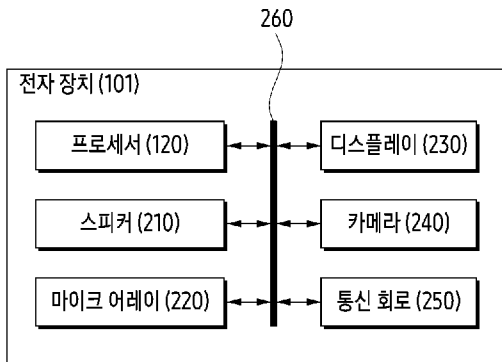 260
전자 장치 (101)
프로세서 (120)
디스플레이 (230)
스피커 (210)
카메라 (240)
마이크 어레이 (220)
통신 회로 (250)